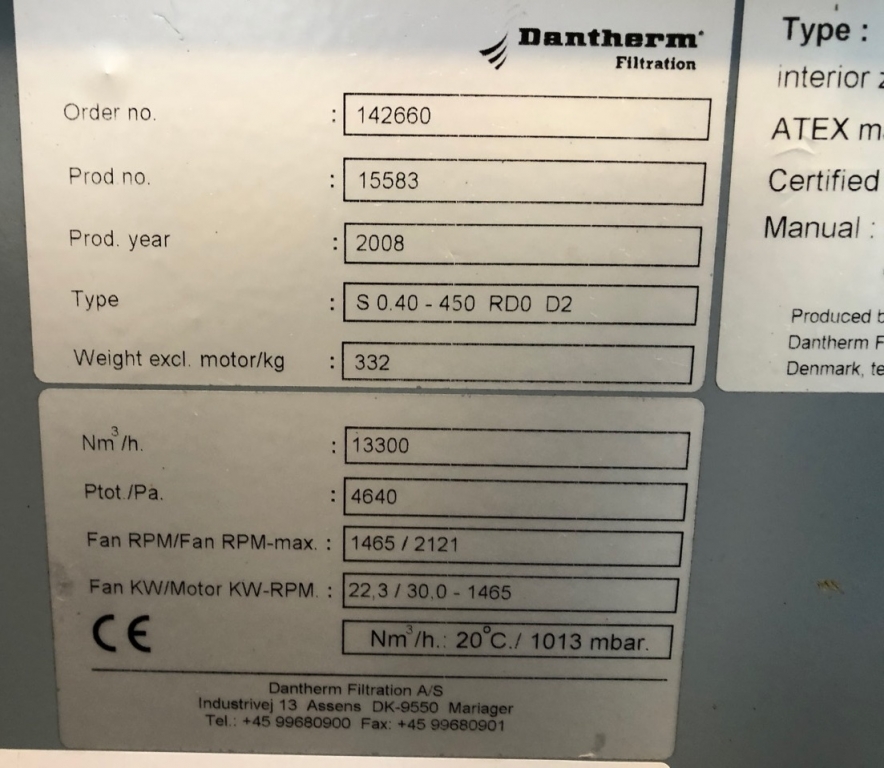 Dantherm
Filtration
Order no. : 142660
Prod.no. : 15583
Prod. year : 2008
Type : S 0.40 - 450 RD0 D2
Weight excl. motor/kg : 332
Nm³/h. : 13300
Ptot./Pa. : 4640
Fan RPM/Fan RPM-max. : 1465 / 2121
Fan KW/Motor KW-RPM. : 22,3 / 30,0 - 1465
CE Nm³/h.: 20°C./ 1013 mbar.
Dantherm Filtration A/S
Industrivej 13 Assens DK-9550 Mariager
Tel.: +45 99680900 Fax: +45 99680901
Type :
interior
ATEX
Certified
Manual :
Produced
Dantherm
Denmark,